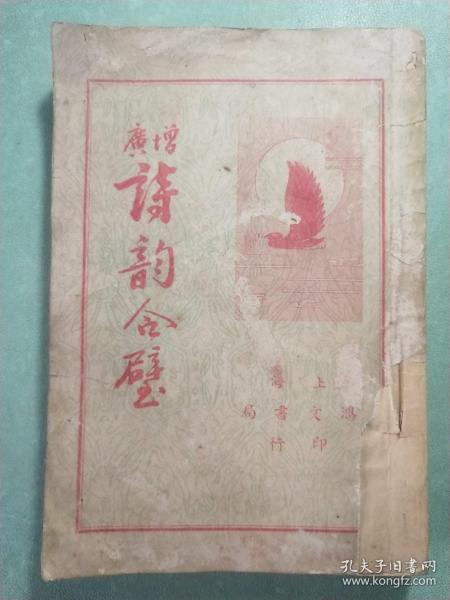 增廣
詩韻合璧
上海
鴻文書局
印行
孔夫子旧书网
www.kongfz.com